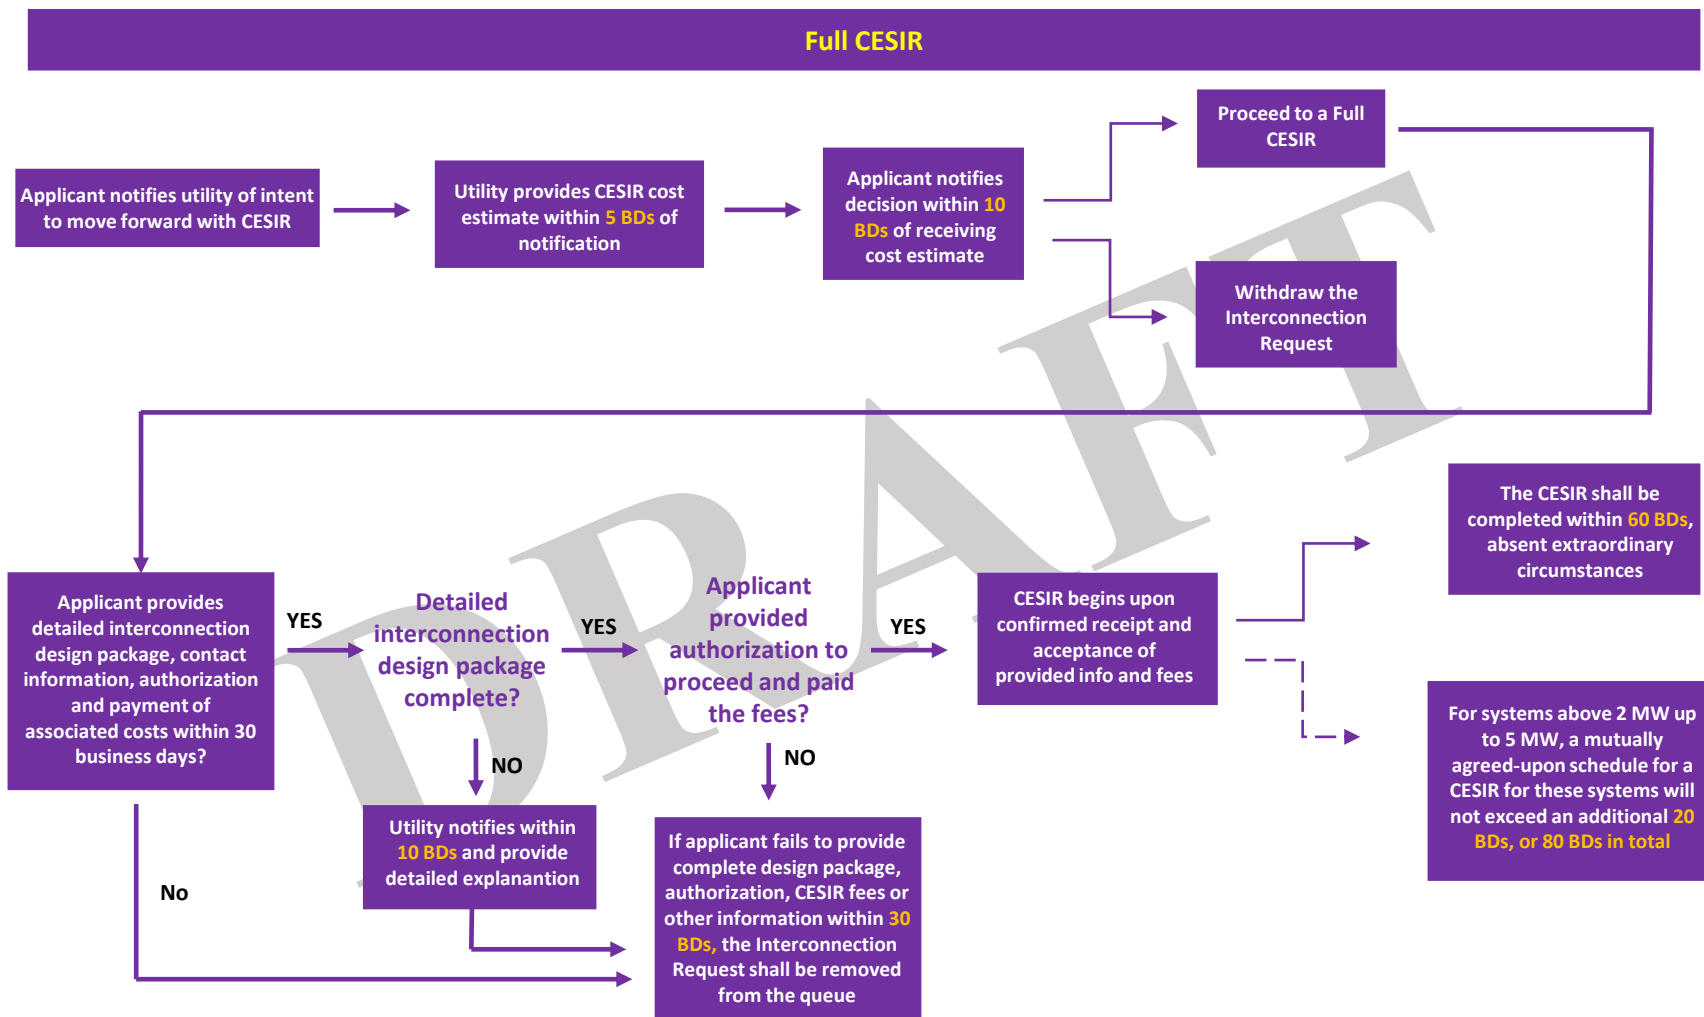 Full CESIR
Applicant notifies utility of intent
to move forward with CESIR
Utility provides CESIR cost
estimate within 5 BDs of
notification
Applicant notifies
decision within 10
BDs of receiving
cost estimate
Proceed to a Full
CESIR
Withdraw the
Interconnection
Request
Applicant provides
detailed interconnection
design package, contact
information, authorization
and payment of
associated costs within 30
business days?
YES
Detailed
interconnection
design package
complete?
YES
Applicant
provided
authorization to
proceed and paid
the fees?
YES
CESIR begins upon
confirmed receipt and
acceptance of
provided info and fees
The CESIR shall be
completed within 60 BDs,
absent extraordinary
circumstances
For systems above 2 MW up
to 5 MW, a mutually
agreed-upon schedule for a
CESIR for these systems will
not exceed an additional 20
BDs, or 80 BDs in total
NO
NO
Utility notifies within
10 BDs and provide
detailed explanantion
If applicant fails to provide
complete design package,
authorization, CESIR fees or
other information within 30
BDs, the Interconnection
Request shall be removed
from the queue
No
DRAFT